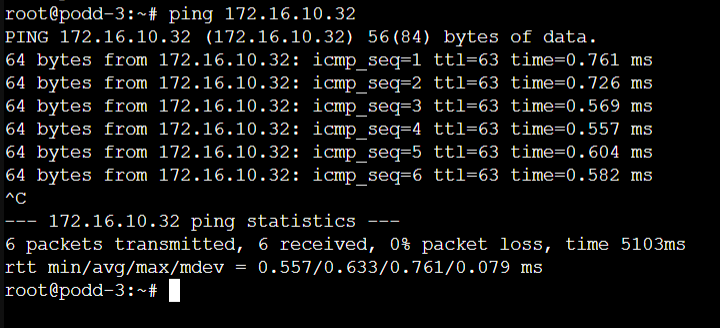 root@podd-3:~# ping 172.16.10.32
PING 172.16.10.32 (172.16.10.32) 56(84) bytes of data.
64 bytes from 172.16.10.32: icmp_seq=1 ttl=63 time=0.761 ms
64 bytes from 172.16.10.32: icmp_seq=2 ttl=63 time=0.726 ms
64 bytes from 172.16.10.32: icmp_seq=3 ttl=63 time=0.569 ms
64 bytes from 172.16.10.32: icmp_seq=4 ttl=63 time=0.557 ms
64 bytes from 172.16.10.32: icmp_seq=5 ttl=63 time=0.604 ms
64 bytes from 172.16.10.32: icmp_seq=6 ttl=63 time=0.582 ms
^C
--- 172.16.10.32 ping statistics ---
6 packets transmitted, 6 received, 0% packet loss, time 5103ms
rtt min/avg/max/mdev = 0.557/0.633/0.761/0.079 ms
root@podd-3:~#